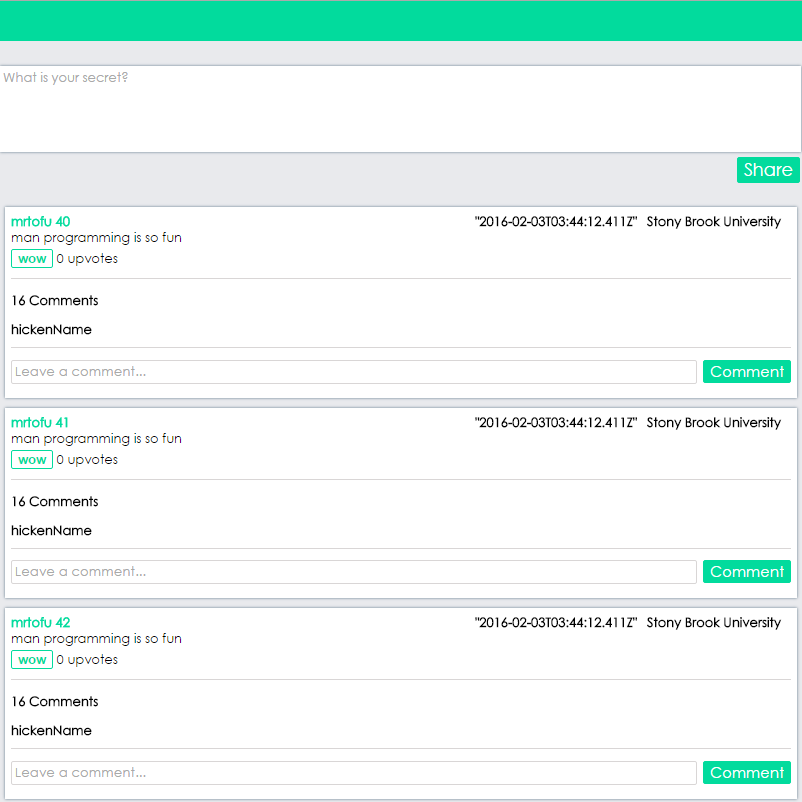 What is your secret?
Share
mrtofu 40 "2016-02-03T03:44:12.411Z" Stony Brook University
man programming is so fun
wow 0 upvotes
16 Comments
hickenName
Leave a comment... Comment
mrtofu 41 "2016-02-03T03:44:12.411Z" Stony Brook University
man programming is so fun
wow 0 upvotes
16 Comments
hickenName
Leave a comment... Comment
mrtofu 42 "2016-02-03T03:44:12.411Z" Stony Brook University
man programming is so fun
wow 0 upvotes
16 Comments
hickenName
Leave a comment... Comment